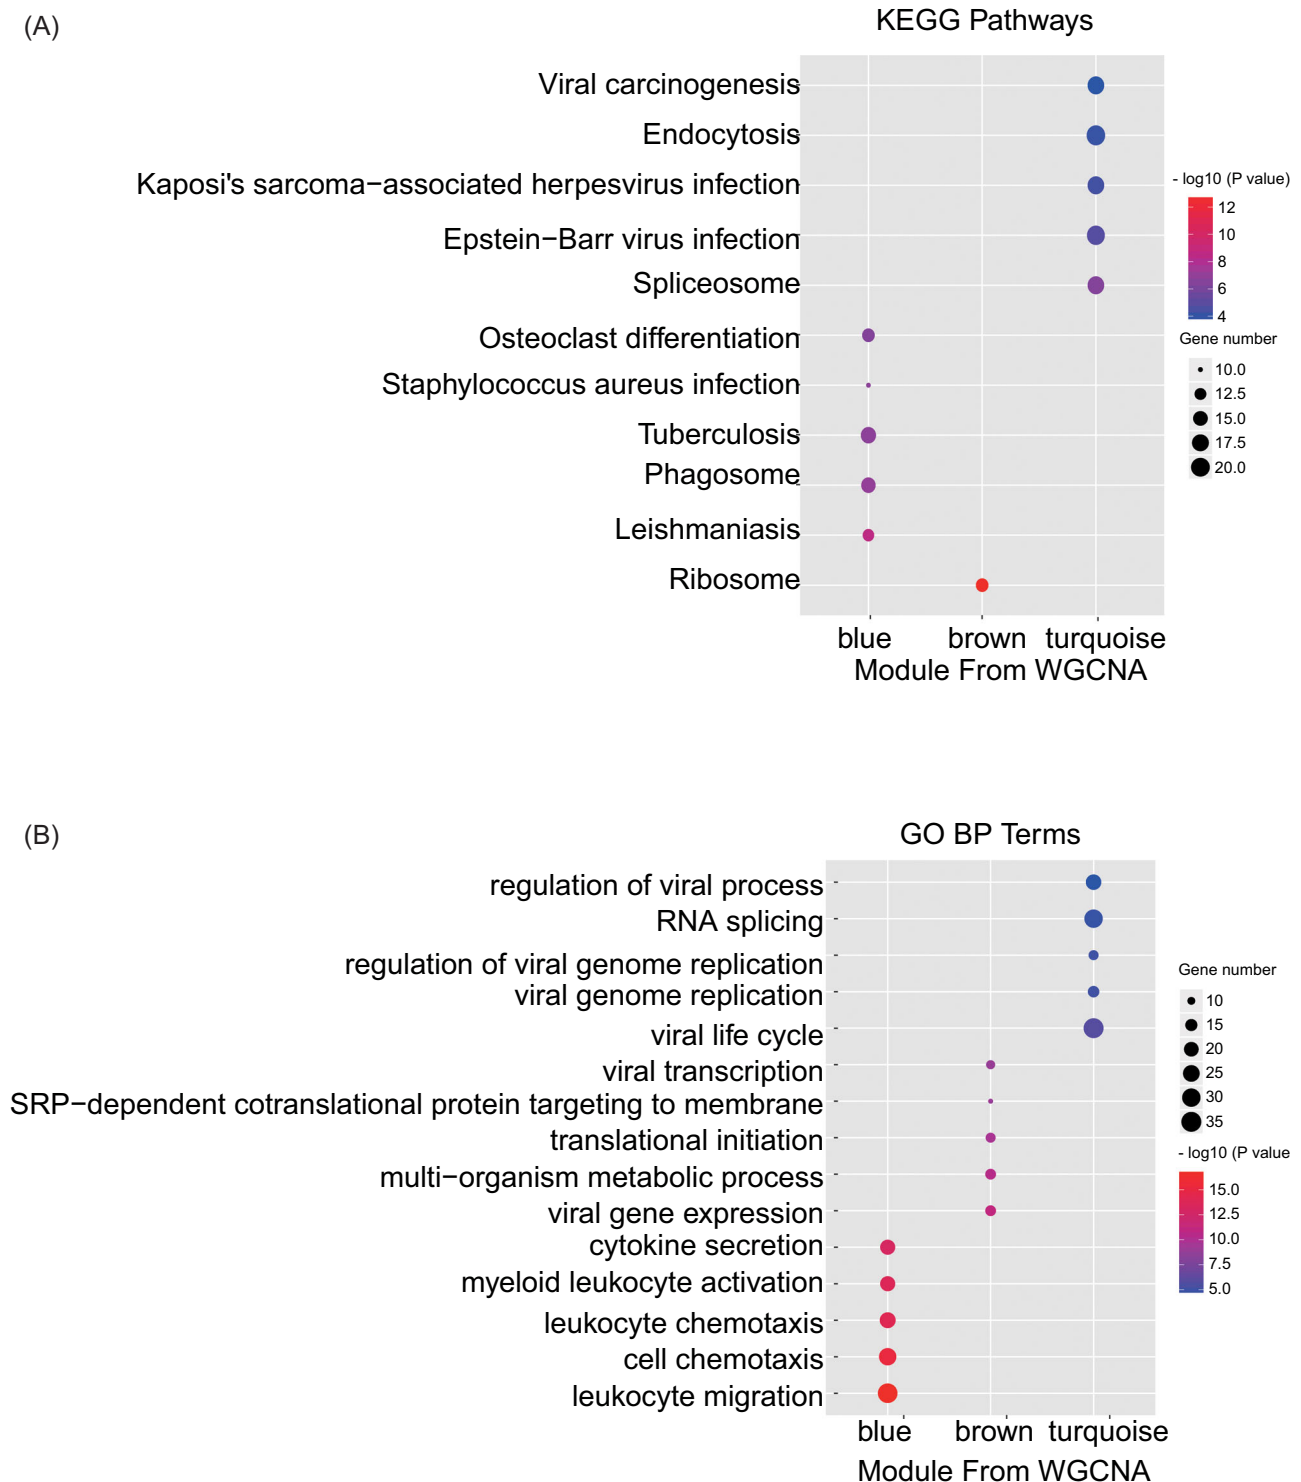 (A)
KEGG Pathways
Viral carcinogenesis
Endocytosis
Kaposi's sarcoma−associated herpesvirus infection
Epstein−Barr virus infection
Spliceosome
Osteoclast differentiation
Staphylococcus aureus infection
Tuberculosis
Phagosome
Leishmaniasis
Ribosome
blue brown turquoise
Module From WGCNA
- log10 (P value)
12
10
8
6
4
Gene number
10.0
12.5
15.0
17.5
20.0
(B)
GO BP Terms
regulation of viral process
RNA splicing
regulation of viral genome replication
viral genome replication
viral life cycle
viral transcription
SRP−dependent cotranslational protein targeting to membrane
translational initiation
multi−organism metabolic process
viral gene expression
cytokine secretion
myeloid leukocyte activation
leukocyte chemotaxis
cell chemotaxis
leukocyte migration
blue brown turquoise
Module From WGCNA
Gene number
10
15
20
25
30
35
- log10 (P value
15.0
12.5
10.0
7.5
5.0